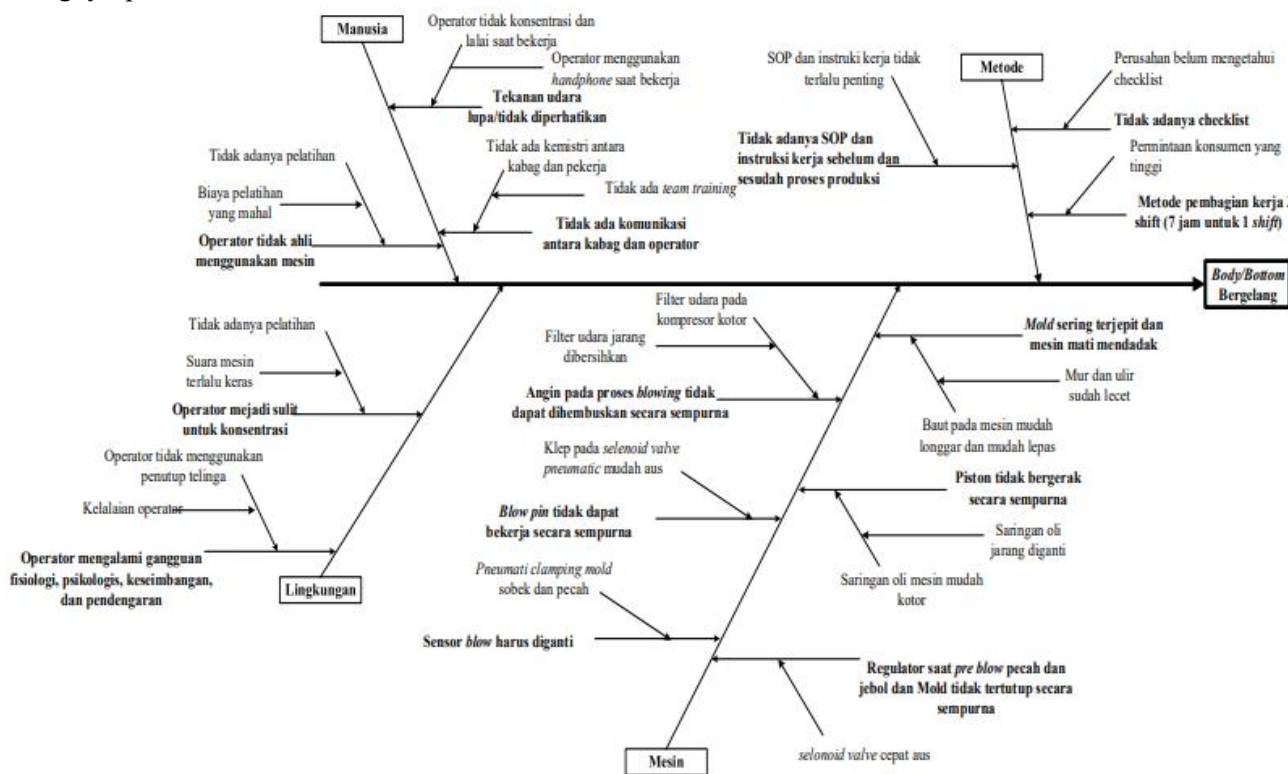 Manusia
Operator tidak konsentrasi dan
lalai saat bekerja
Operator menggunakan
handphone saat bekerja
Tekanan udara
lupa/tidak diperhatikan
Tidak adanya pelatihan
Biaya pelatihan
yang mahal
Operator tidak ahli
menggunakan mesin
Tidak ada kemistri antara
kabag dan pekerja
Tidak ada team training
Tidak ada komunikasi
antara kabag dan operator
SOP dan instruki kerja tidak
terlalu penting
Tidak adanya SOP dan
instruksi kerja sebelum dan
sesudah proses produksi
Metode
Perusahan belum mengetahui
checklist
Tidak adanya checklist
Permintaan konsumen yang
tinggi
Metode pembagian kerja
shift (7 jam untuk 1 shift)
Body/Bottom
Bergelang
Tidak adanya pelatihan
Suara mesin
terlalu keras
Operator mejadi sulit
untuk konsentrasi
Operator tidak menggunakan
penutup telinga
Kelalaian operator
Operator mengalami gangguan
fisiologi, psikologis, keseimbangan,
dan pendengaran
Lingkungan
Filter udara pada
kompresor kotor
Filter udara jarang
dibersihkan
Angin pada proses blowing tidak
dapat dihembuskan secara sempurna
Klep pada selenoid valve
pneumatic mudah aus
Blow pin tidak dapat
bekerja secara sempurna
Pneumati clamping mold
sobek dan pecah
Sensor blow harus diganti
Mold sering terjepit dan
mesin mati mendadak
Mur dan ulir
sudah lecet
Baut pada mesin mudah
longgar dan mudah lepas
Piston tidak bergerak
secara sempurna
Saringan oli
jarang diganti
Saringan oli mesin mudah
kotor
Regulator saat pre blow pecah dan
jebol dan Mold tidak tertutup secara
sempurna
selonoid valve cepat aus
Mesin